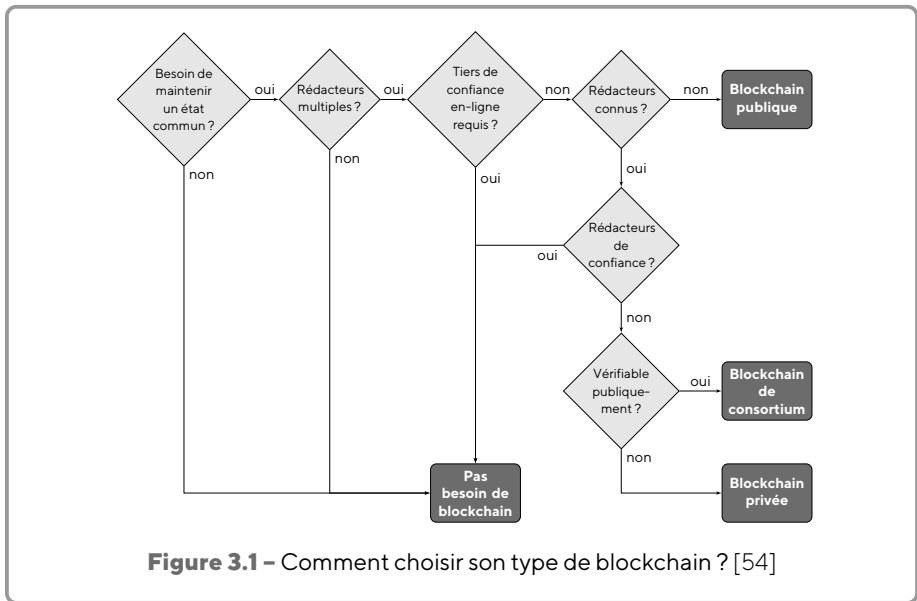 Besoin de
maintenir
un état
commun ?
oui
Rédacteurs
multiples ?
oui
Tiers de
confiance
en-ligne
requis ?
non
Rédacteurs
connus ?
non
Blockchain
publique
non
non
oui
oui
Rédacteurs
de
confiance ?
oui
non
Vérifiable
publique-
ment ?
oui
Blockchain
de
consortium
non
Pas
besoin de
blockchain
Blockchain
privée
Figure 3.1 – Comment choisir son type de blockchain ? [54]